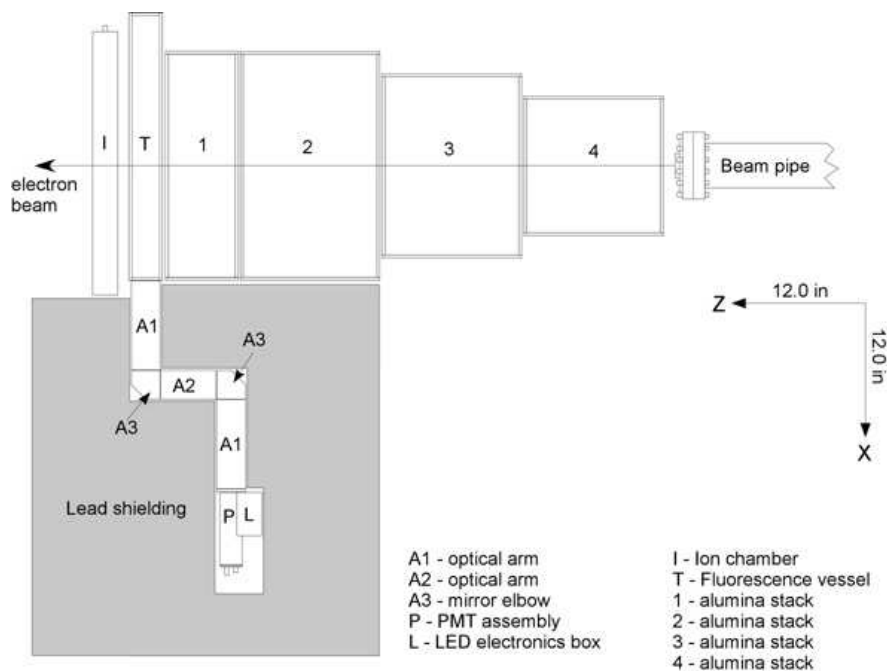 I
T
1
2
3
4
Beam pipe
electron
beam
Z
12.0 in
12.0 in
X
A1
A3
A2
A3
A1
Lead shielding
P
L
A1 - optical arm
A2 - optical arm
A3 - mirror elbow
P - PMT assembly
L - LED electronics box
I - Ion chamber
T - Fluorescence vessel
1 - alumina stack
2 - alumina stack
3 - alumina stack
4 - alumina stack